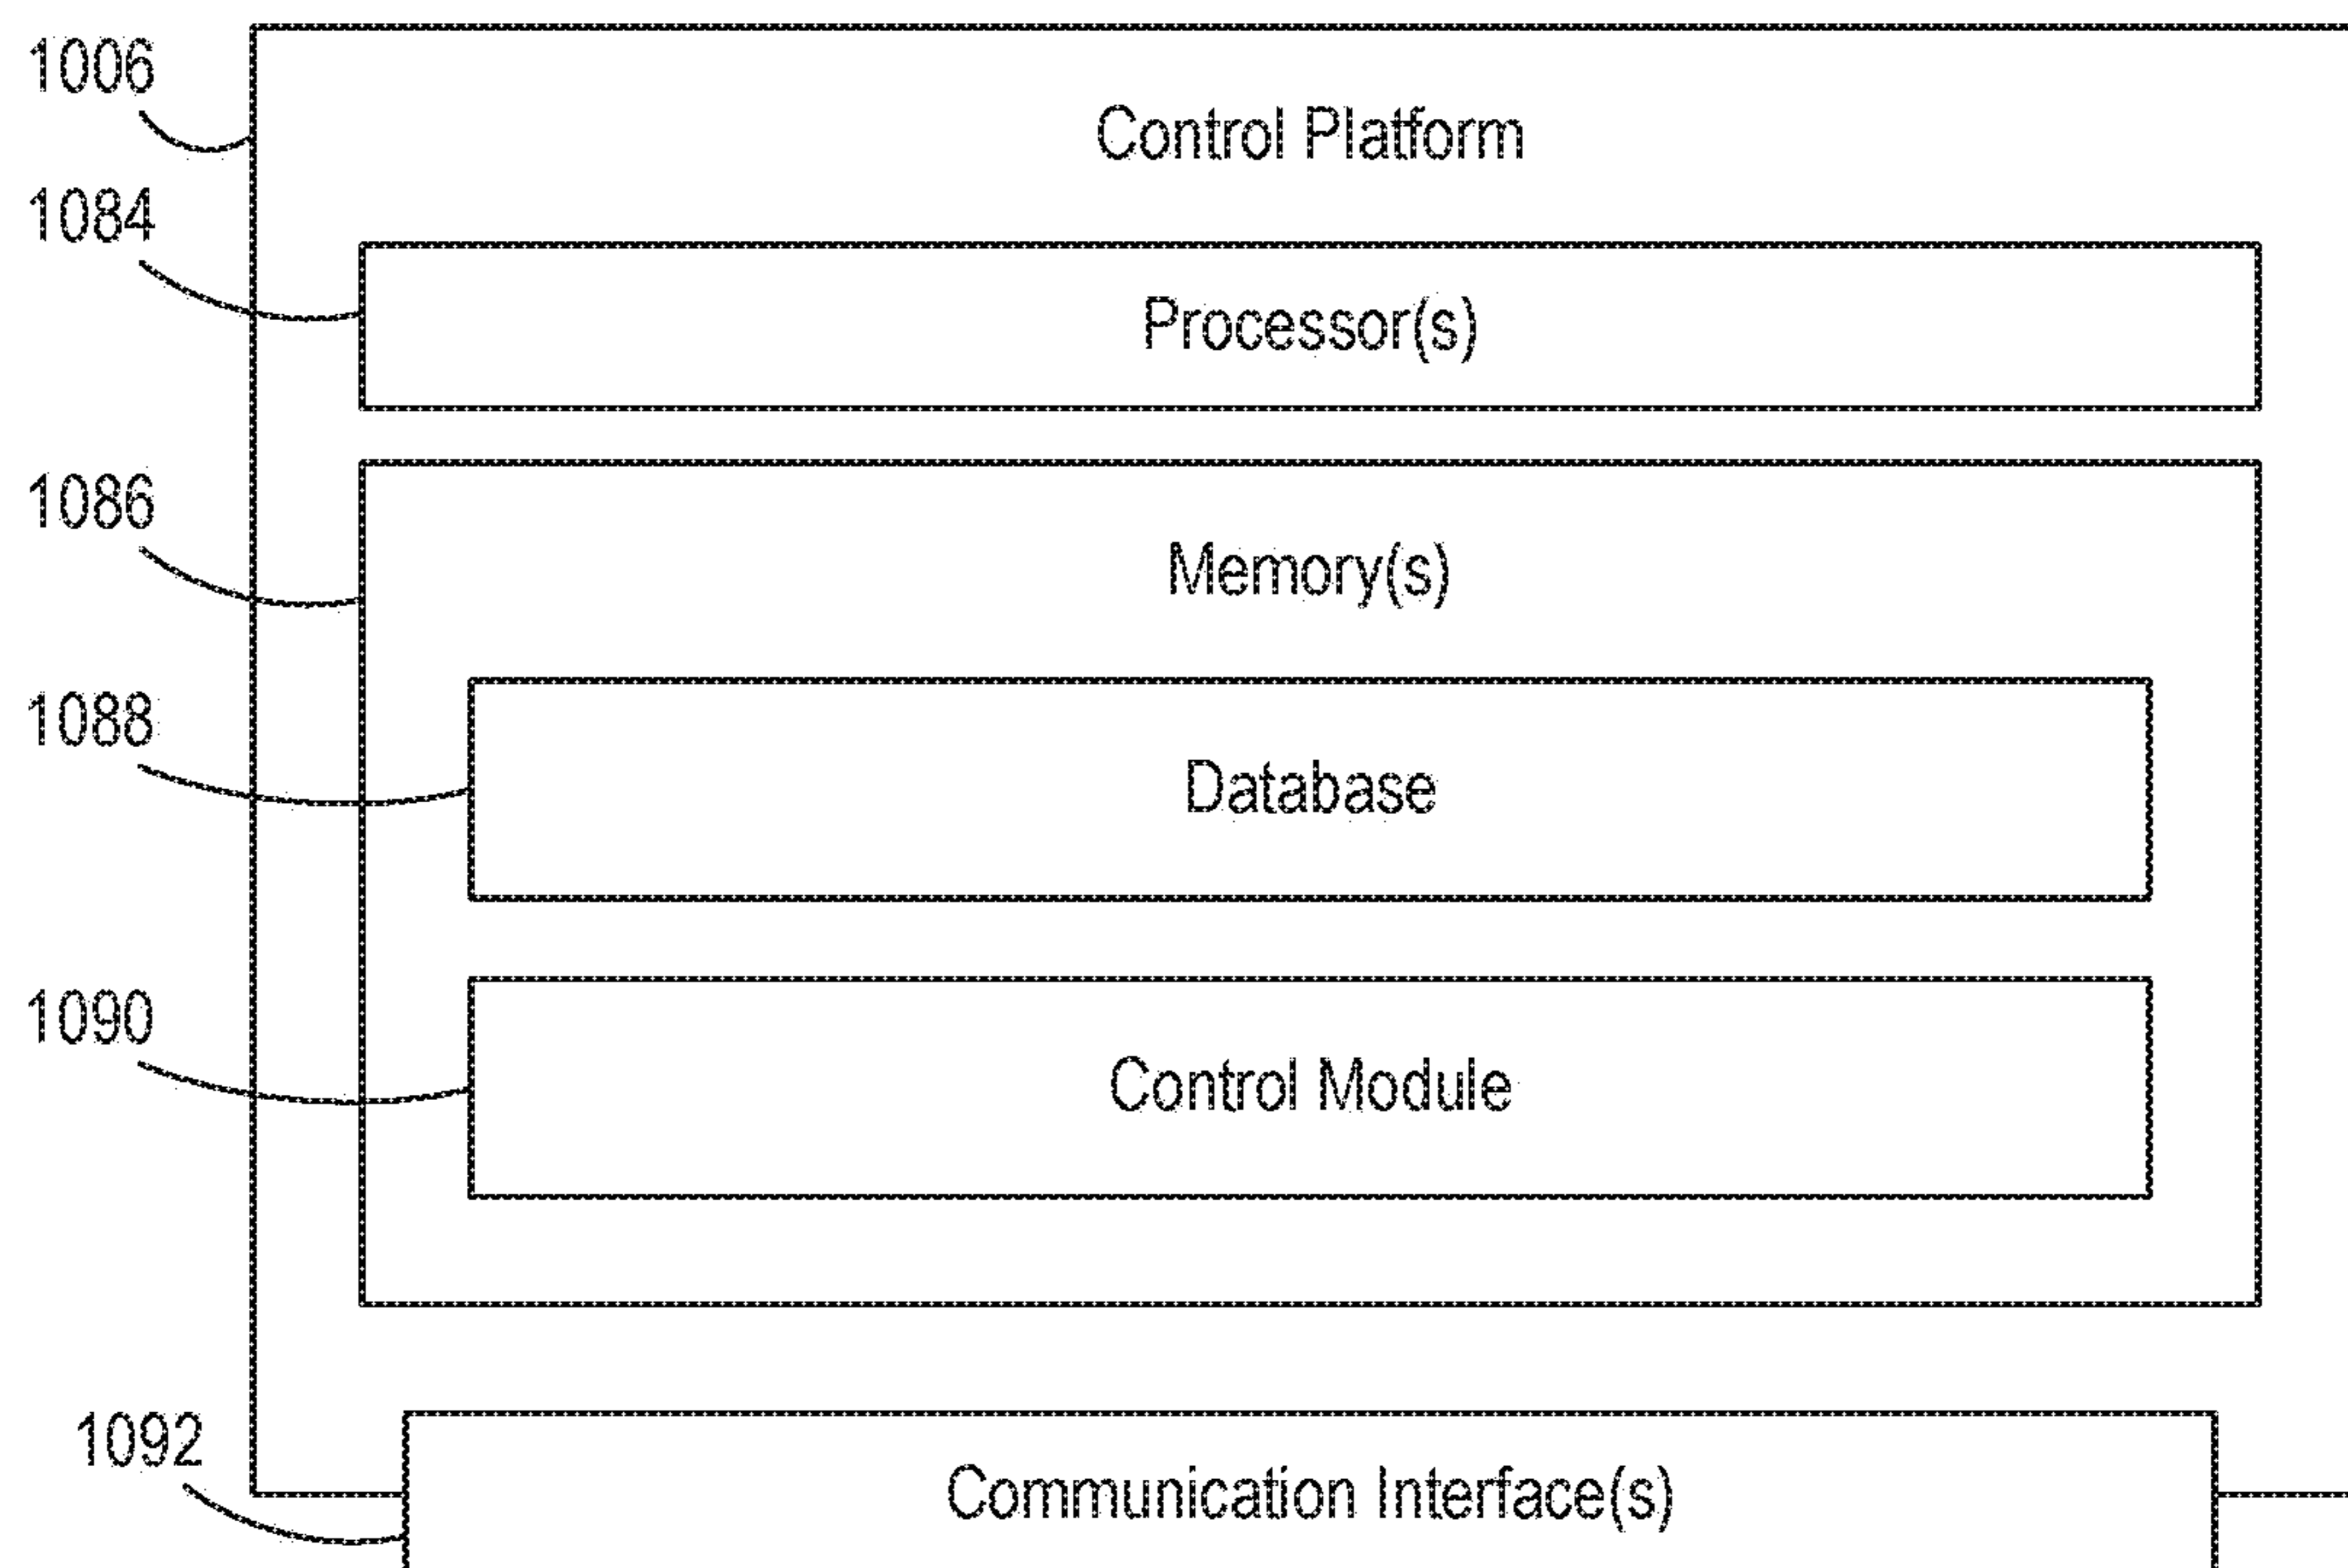 1006
Control Platform
1084
Processor(s)
1086
Memory(s)
1088
Database
1090
Control Module
1092
Communication Interface(s)